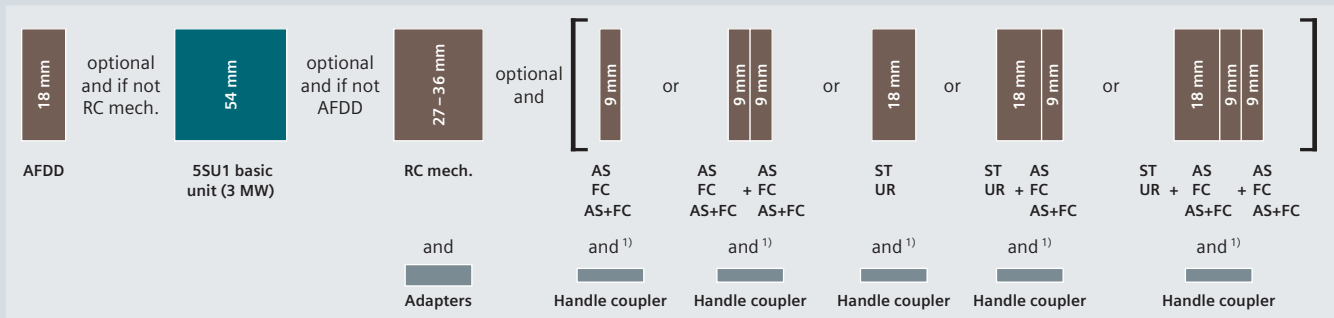 18 mm
optional
and if not
RC mech.
54 mm
optional
and if not
AFDD
27–36 mm
optional
and
9 mm
or
9 mm
9 mm
or
18 mm
or
18 mm
9 mm
or
18 mm
9 mm
9 mm
AFDD
5SU1 basic
unit (3 MW)
RC mech.
AS
FC
AS+FC
AS
FC
AS+FC
+
AS
FC
AS+FC
ST
UR
ST
UR
+
AS
FC
AS+FC
ST
UR
+
AS
FC
AS+FC
+
AS
FC
AS+FC
and
and 1)
and 1)
and 1)
and 1)
and 1)
Adapters
Handle coupler
Handle coupler
Handle coupler
Handle coupler
Handle coupler